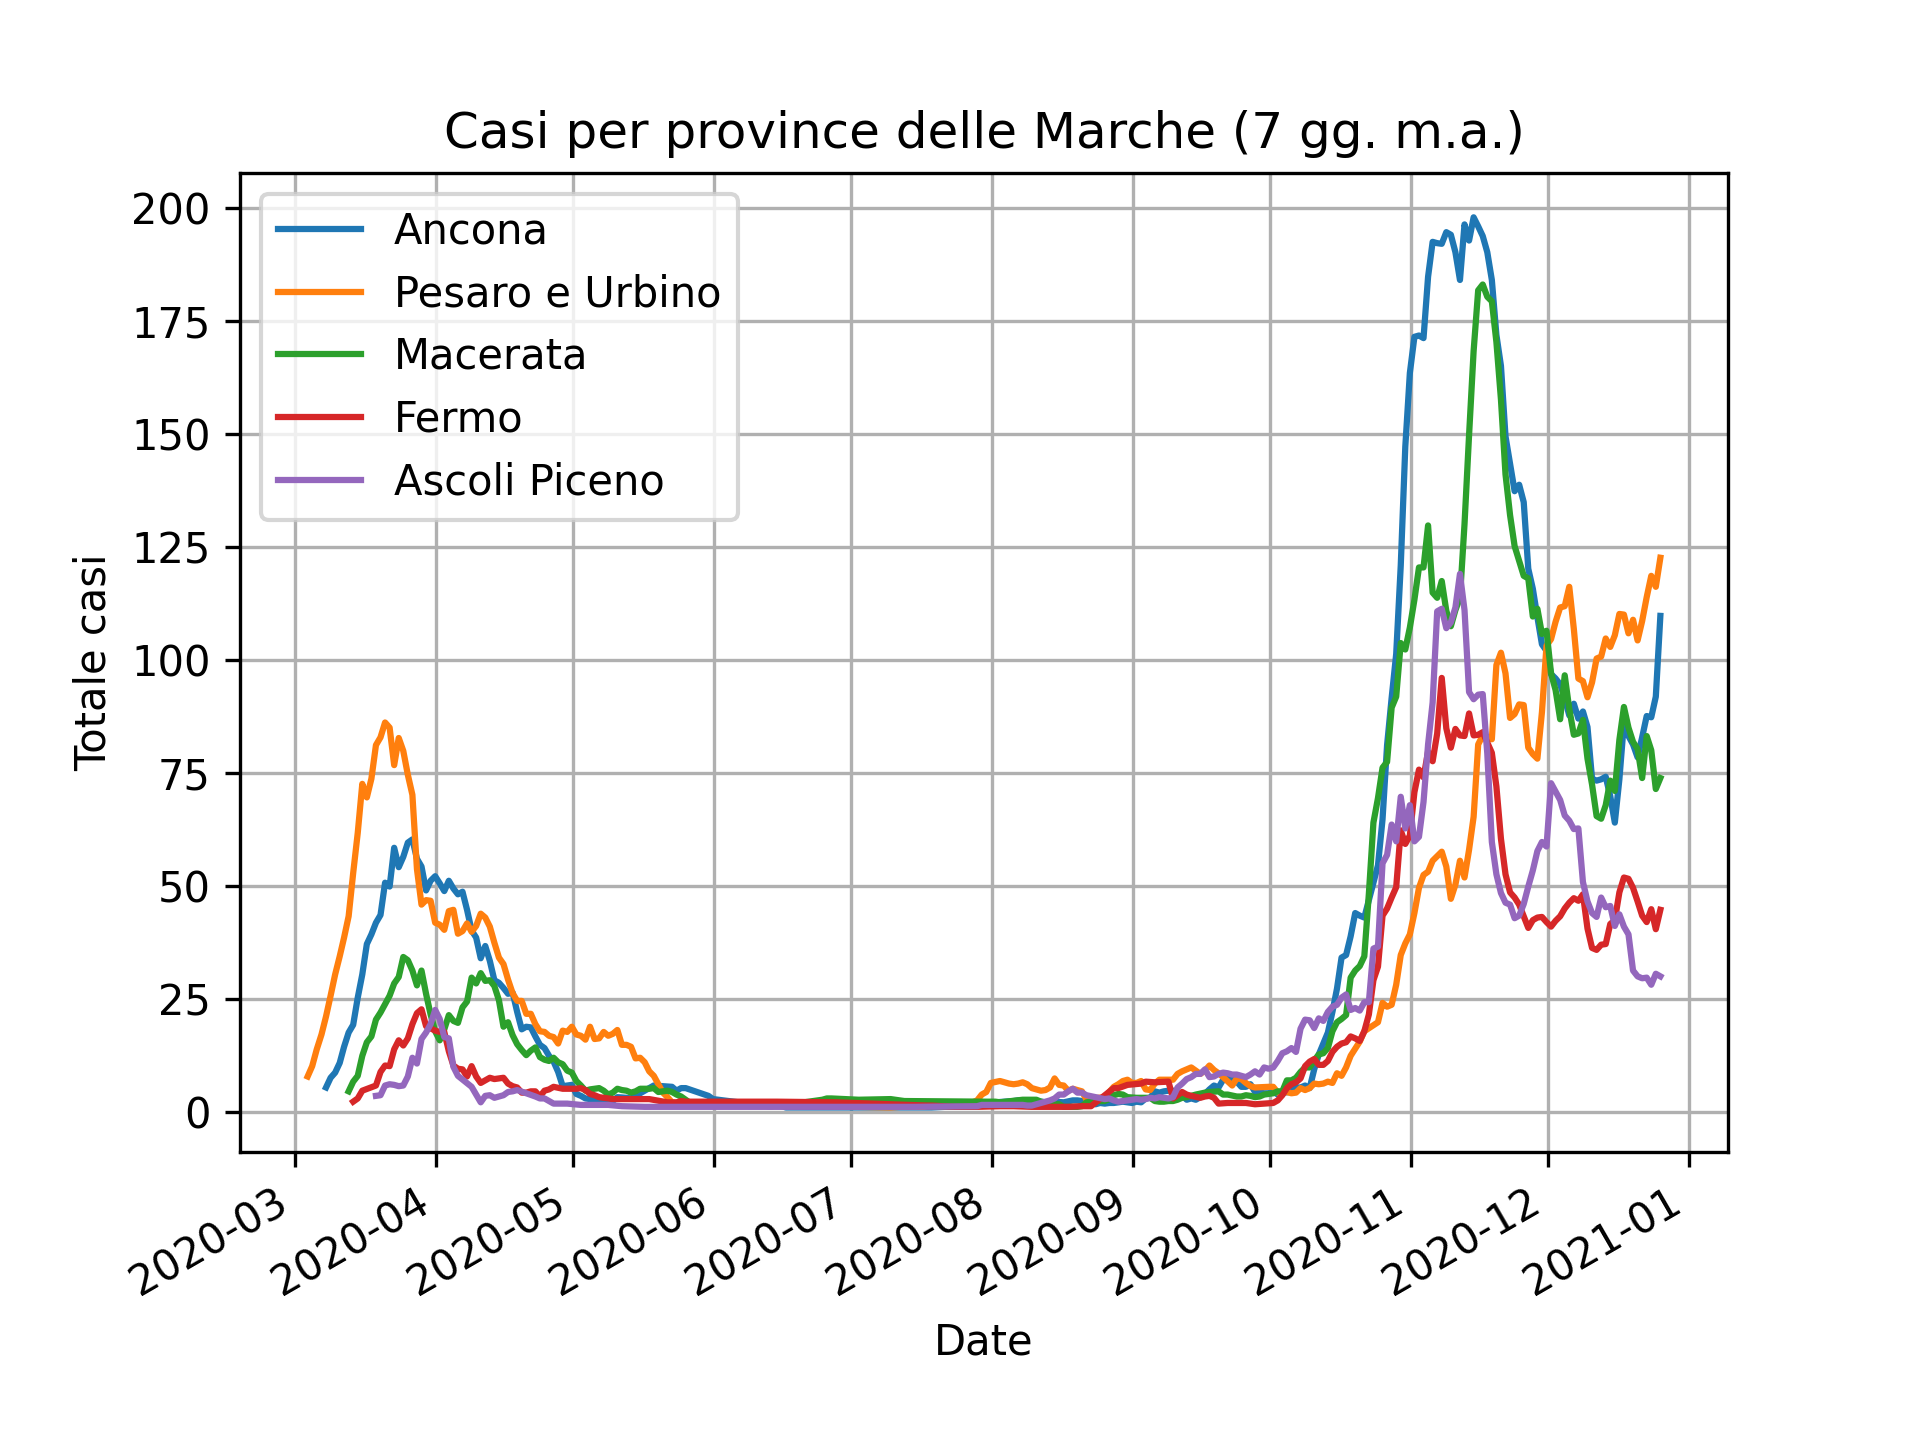 Casi per province delle Marche (7 gg. m.a.)
Ancona
Pesaro e Urbino
Macerata
Fermo
Ascoli Piceno
200
175
150
125
100
75
50
25
0
Totale casi
2020-03
2020-04
2020-05
2020-06
2020-07
2020-08
2020-09
2020-10
2020-11
2020-12
2021-01
Date